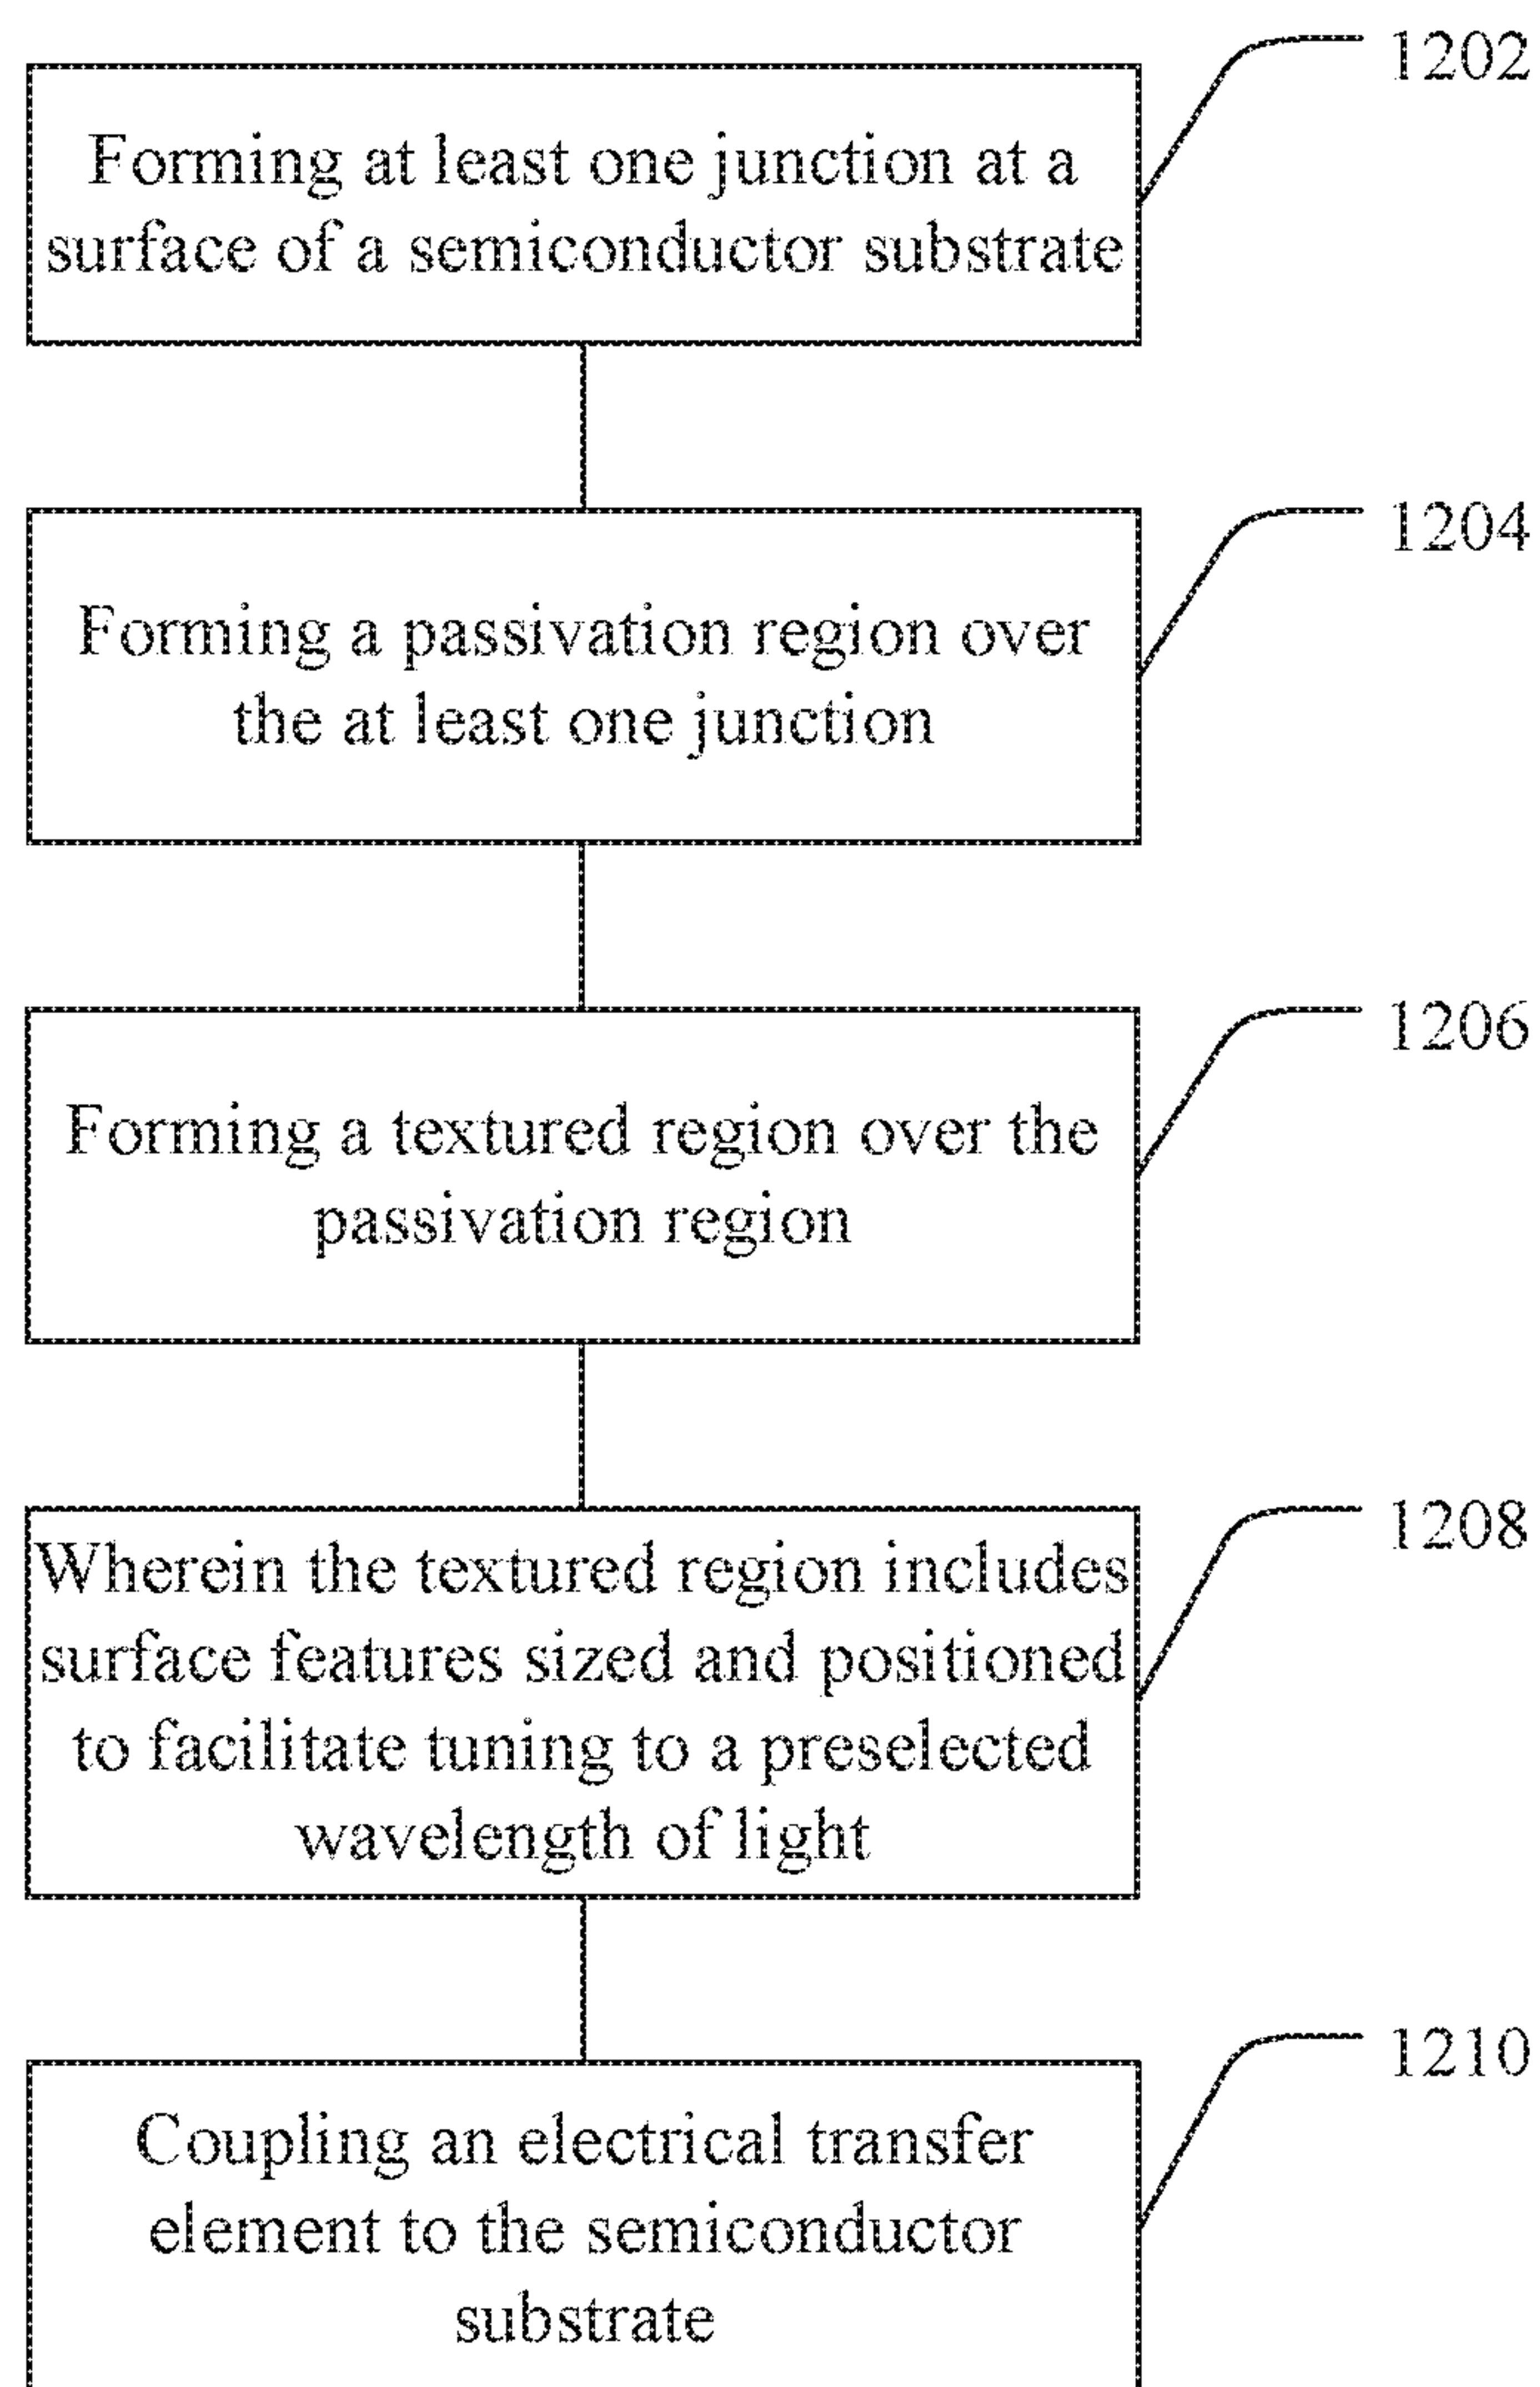 1202
Forming at least one junction at a
surface of a semiconductor substrate
1204
Forming a passivation region over
the at least one junction
1206
Forming a textured region over the
passivation region
1208
Wherein the textured region includes
surface features sized and positioned
to facilitate tuning to a preselected
wavelength of light
1210
Coupling an electrical transfer
element to the semiconductor
substrate